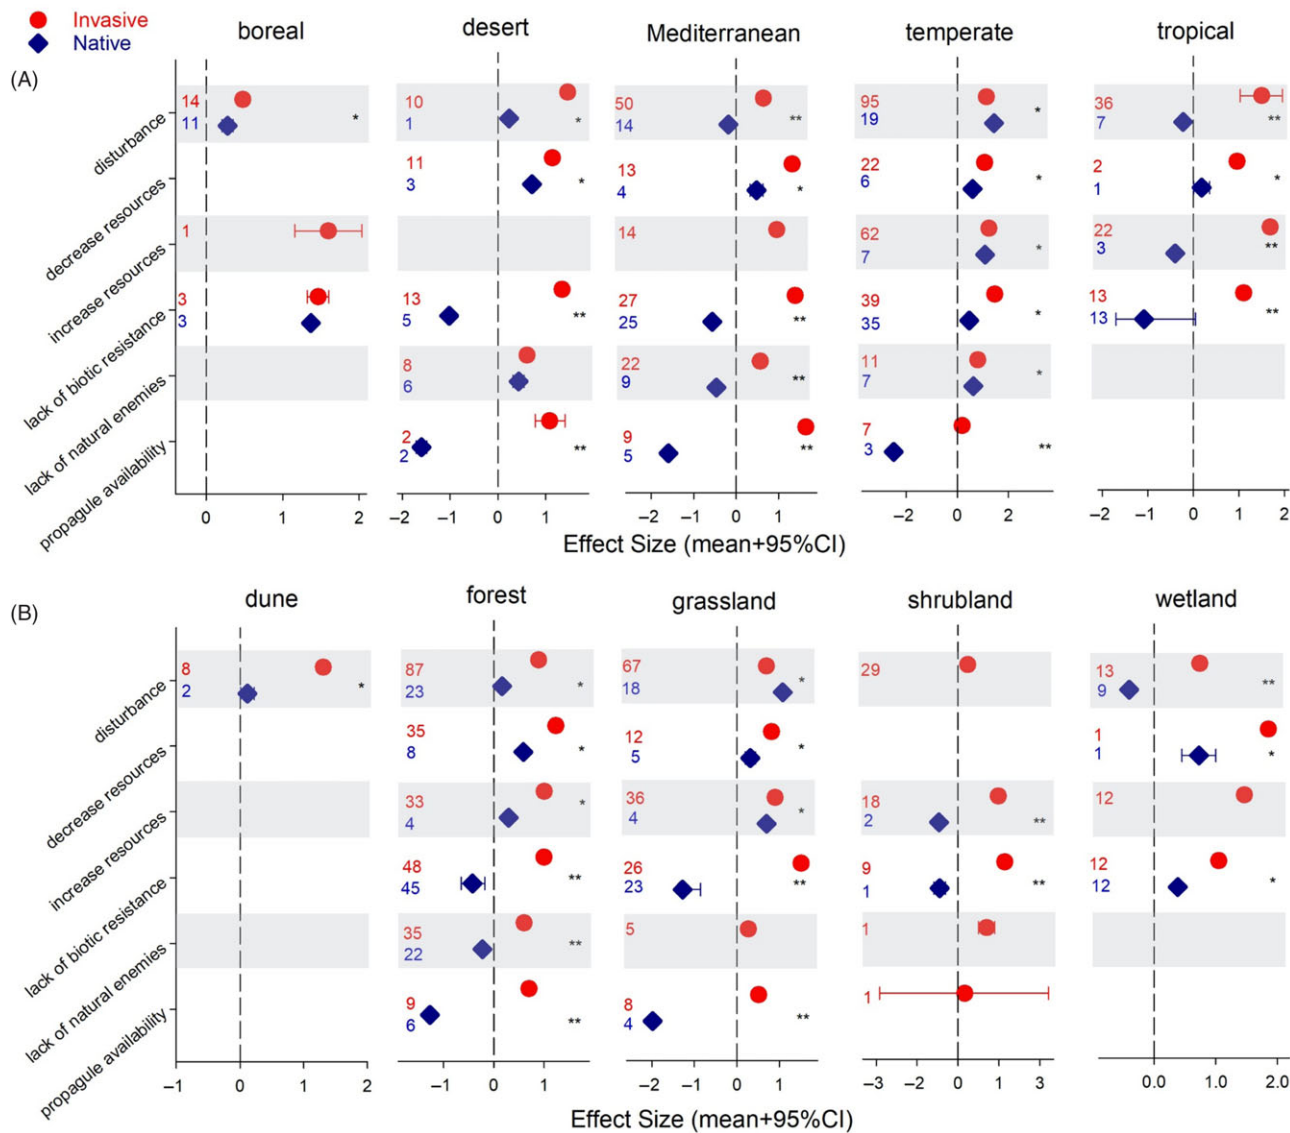 Invasive
Native
boreal desert Mediterranean temperate tropical
(A)
disturbance
14 10 50 95 36
11 * 1 * 14 ** 19 * 7 **
decrease resources
11 13 22 2
3 * 4 * 6 * 1 *
increase resources
1 14 62 22
7 * 3 **
lack of biotic resistance
3 13 27 39 13
3 5 ** 25 ** 35 * 13 **
lack of natural enemies
8 22 11
6 9 ** 7 *
propagule availability
2 9 7
2 ** 5 ** 3 **
0 1 2 −2 −1 0 1 −2 −1 0 1 −2 0 2 −2 −1 0 1 2
Effect Size (mean+95%CI)
(B)
dune forest grassland shrubland wetland
disturbance
8 87 67 29 13
2 * 23 * 18 * 9 **
decrease resources
35 12 1
8 * 5 * 1 *
increase resources
33 36 18 12
4 * 4 * 2 **
lack of biotic resistance
48 26 9 12
45 ** 23 ** 1 ** 12 *
lack of natural enemies
35 5 1
22 **
propagule availability
9 8 1
6 ** 4 **
−1 0 1 2 −1 0 1 −2 −1 0 1 −3 −1 0 1 3 0.0 1.0 2.0
Effect Size (mean+95%CI)